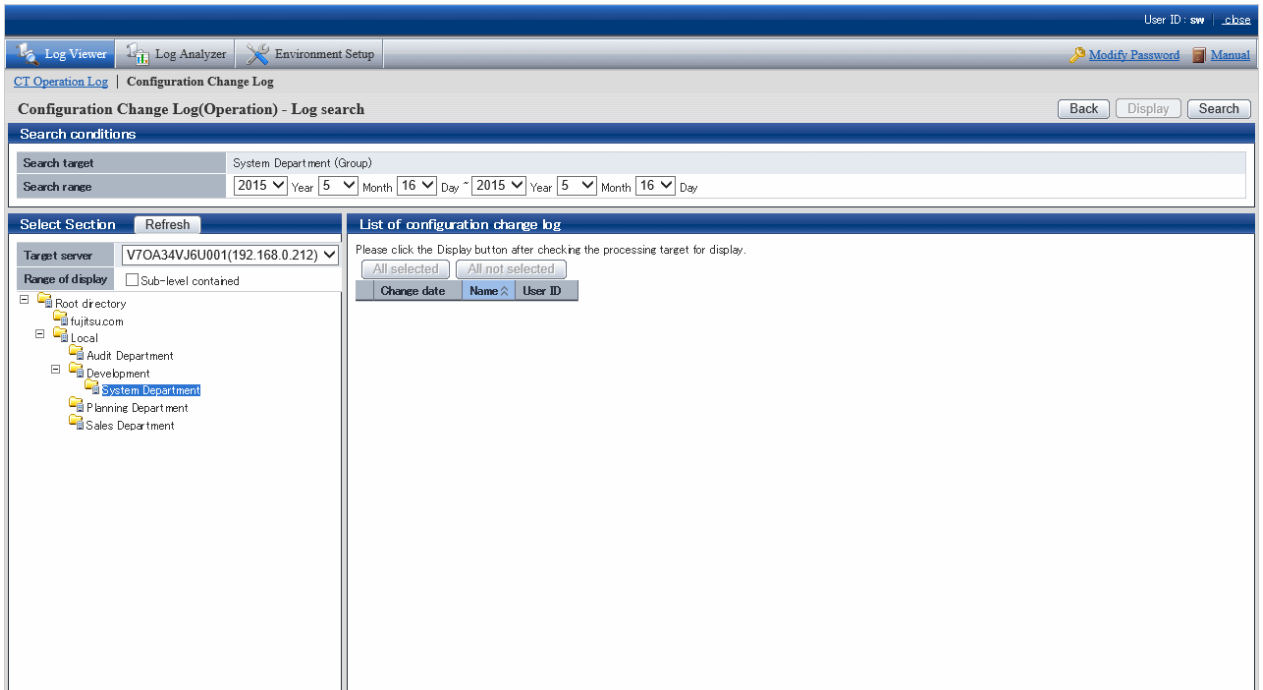 User ID : sw | close
Log Viewer Log Analyzer Environment Setup Modify Password Manual
CT Operation Log | Configuration Change Log
Configuration Change Log(Operation) - Log search Back Display Search
Search conditions
Search target System Department (Group)
Search range 2015 Year 5 Month 16 Day ~ 2015 Year 5 Month 16 Day
Select Section Refresh
Target server V7OA34VJ6U001(192.168.0.212)
Range of display Sub-level contained
Root directory
fujitsu.com
Local
Audit Department
Development
System Department
Planning Department
Sales Department
List of configuration change log
Please click the Display button after checking the processing target for display.
All selected All not selected
Change date Name User ID